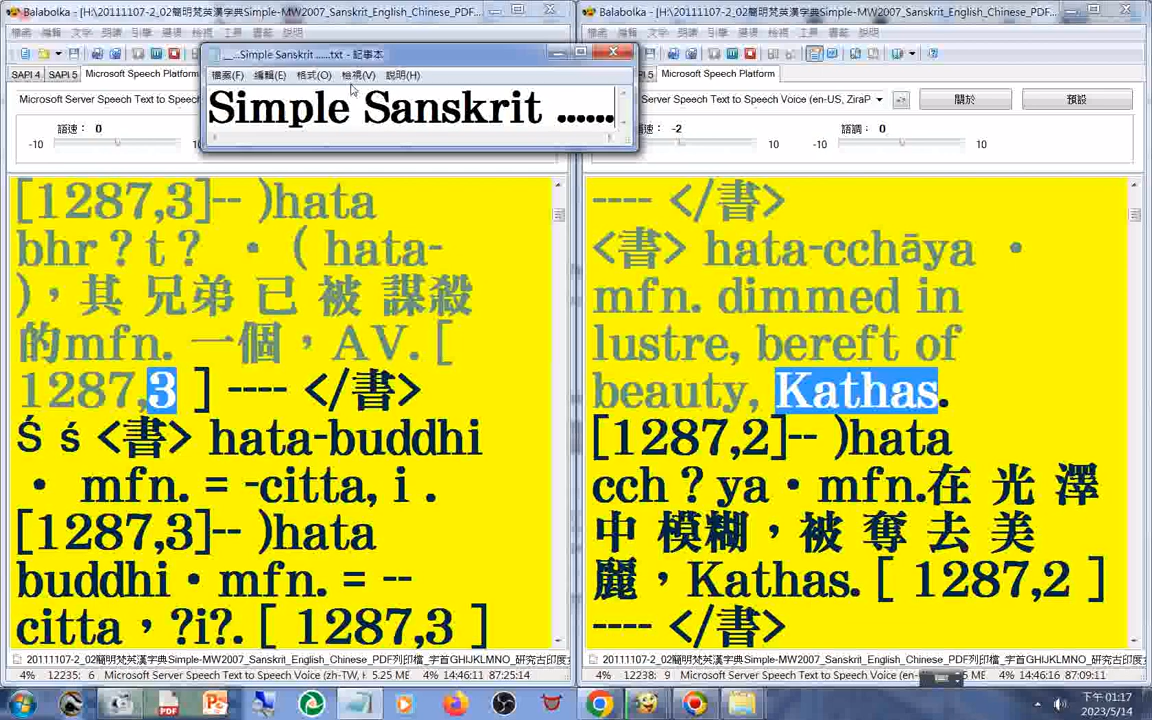 Balabolka - [H:\20111107-2_02簡明梵英漢字典Simple-MW2007_Sanskrit_English_Chinese_PDF...
Balabolka - [H:\20111107-2_02簡明梵英漢字典Simple-MW2007_Sanskrit_English_Chinese_PDF...
__...Simple Sanskrit ......txt - 記事本
檔案(F) 編輯(E) 格式(O) 檢視(V) 說明(H)
Simple Sanskrit ......
SAPI 4 SAPI 5 Microsoft Speech Platform
5 Microsoft Speech Platform
Microsoft Server Speech Text to Speech
Server Speech Text to Speech Voice (en-US, ZiraP
關於
預設
語速： 0
-10 10
速： -2
10
語調： 0
-10 10
[1287,3]-- )hata
bhr？t？ •（ hata-
)，其 兄弟 已 被 謀殺
的mfn. 一個，AV. [
1287,3 ] ---- </書>
Ś ś <書> hata-buddhi
• mfn. = -citta, i .
[1287,3]-- )hata
buddhi • mfn. = --
citta，?i?. [ 1287,3 ]
---- </書>
<書> hata-cchāya •
mfn. dimmed in
lustre, bereft of
beauty, Kathas.
[1287,2]-- )hata
cch？ya • mfn.在 光 澤
中 模糊，被 奪 去 美
麗，Kathas. [ 1287,2 ]
---- </書>
20111107-2_02簡明梵英漢字典Simple-MW2007_Sanskrit_English_Chinese_PDF列印檔_字首GHIJKLMNO_研究古印度
4% 12235: 6 Microsoft Server Speech Text to Speech Voice (zh-TW, H 5.25 ME 4% 14:46:11 87:25:14
20111107-2_02簡明梵英漢字典Simple-MW2007_Sanskrit_English_Chinese_PDF列印檔_字首GHIJKLMNO_研究古印度
4% 12238: 9 Microsoft Server Speech Text to Speech Voice (en- 5.25 ME 4% 14:46:16 87:09:11
下午 01:17
2023/5/14